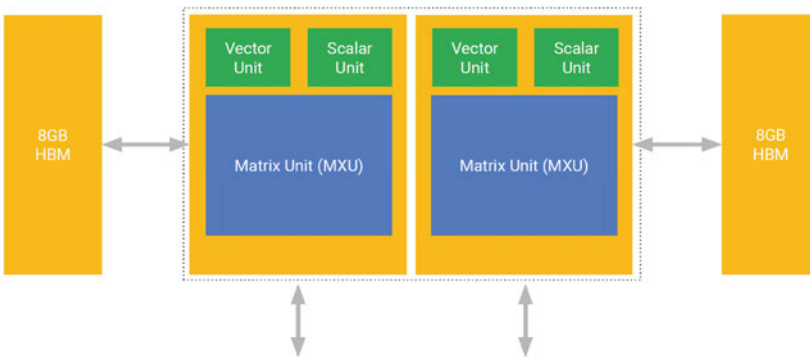 Vector
Unit
Scalar
Unit
Vector
Unit
Scalar
Unit
8GB
HBM
Matrix Unit (MXU)
Matrix Unit (MXU)
8GB
HBM